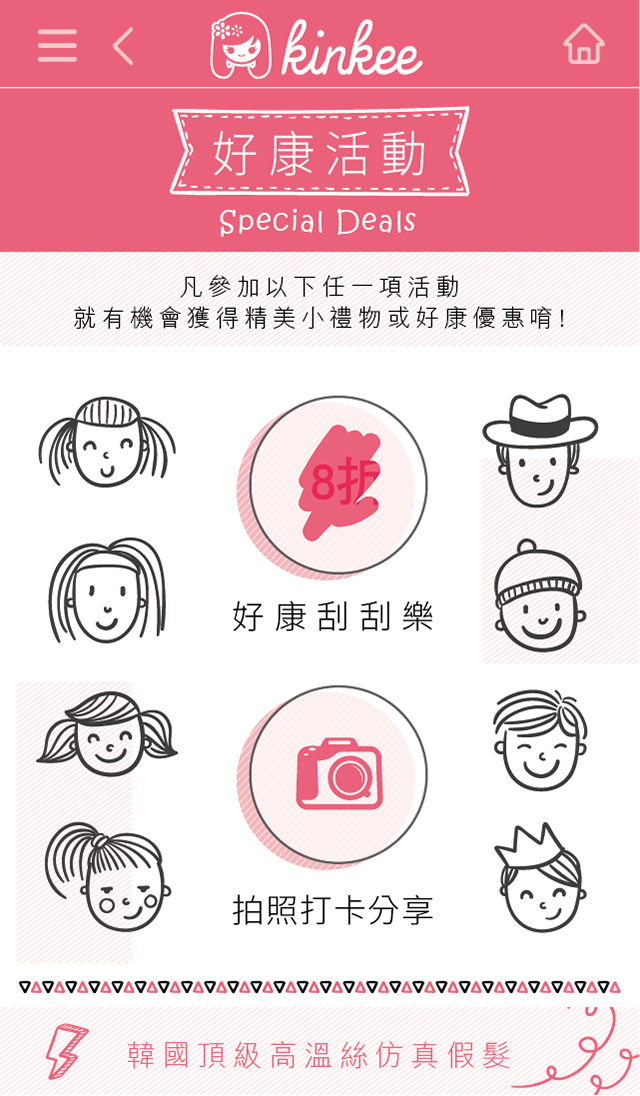 kinkee
好康活動
Special Deals
凡參加以下任一項活動
就有機會獲得精美小禮物或好康優惠唷!
8折
好康刮刮樂
拍照打卡分享
韓國頂級高溫絲仿真假髮